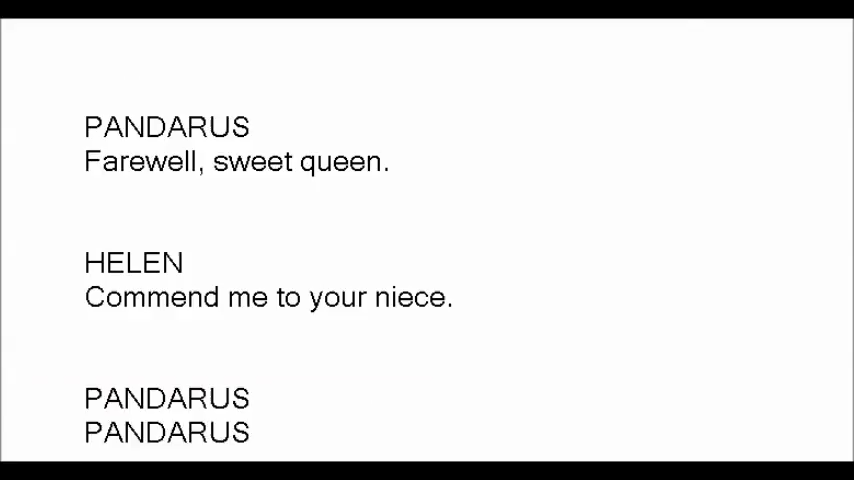 PANDARUS
Farewell, sweet queen.
HELEN
Commend me to your niece.
PANDARUS
PANDARUS